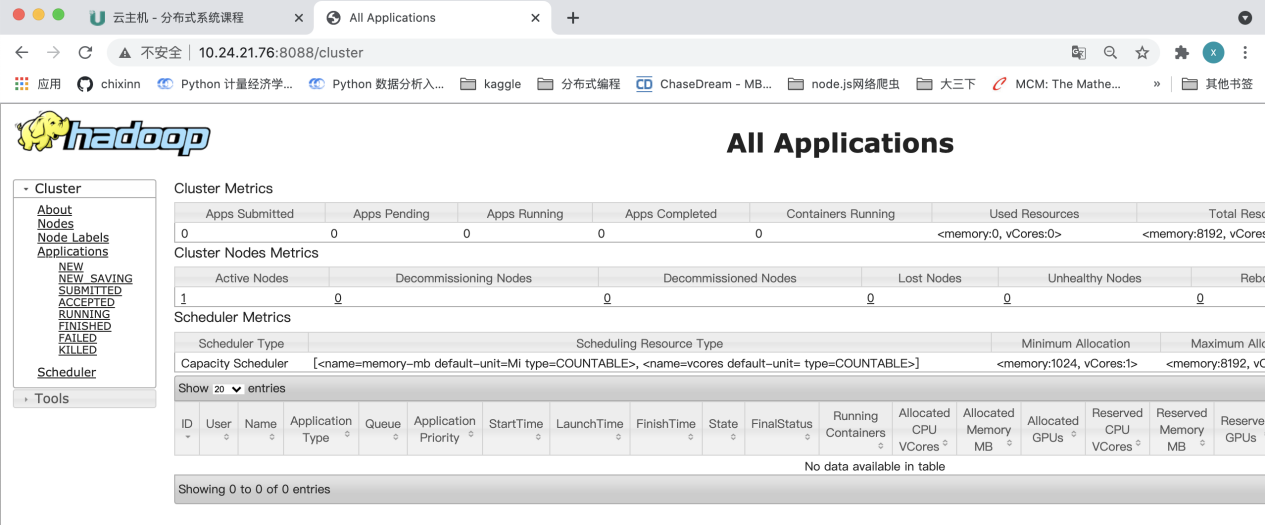 云主机 - 分布式系统课程
All Applications
不安全 | 10.24.21.76:8088/cluster
X
应用 chixinn Python 计量经济学... Python 数据分析入... kaggle 分布式编程 ChaseDream - MB... node.js网络爬虫 大三下 MCM: The Mathe... » 其他书签
hadoop
All Applications
Cluster
About
Nodes
Node Labels
Applications
NEW
NEW_SAVING
SUBMITTED
ACCEPTED
RUNNING
FINISHED
FAILED
KILLED
Scheduler
Tools
Cluster Metrics
Apps Submitted Apps Pending Apps Running Apps Completed Containers Running Used Resources Total Reso
0 0 0 0 0 <memory:0, vCores:0> <memory:8192, vCores
Cluster Nodes Metrics
Active Nodes Decommissioning Nodes Decommissioned Nodes Lost Nodes Unhealthy Nodes Rebo
1 0 0 0 0 0
Scheduler Metrics
Scheduler Type Scheduling Resource Type Minimum Allocation Maximum Allo
Capacity Scheduler [<name=memory-mb default-unit=Mi type=COUNTABLE>, <name=vcores default-unit= type=COUNTABLE>] <memory:1024, vCores:1> <memory:8192, vCo
Show 20 entries
ID User Name Application Type Queue Application Priority StartTime LaunchTime FinishTime State FinalStatus Running Containers Allocated CPU VCores Allocated Memory MB Allocated GPUs Reserved CPU VCores Reserved Memory MB Reserve GPUs
No data available in table
Showing 0 to 0 of 0 entries